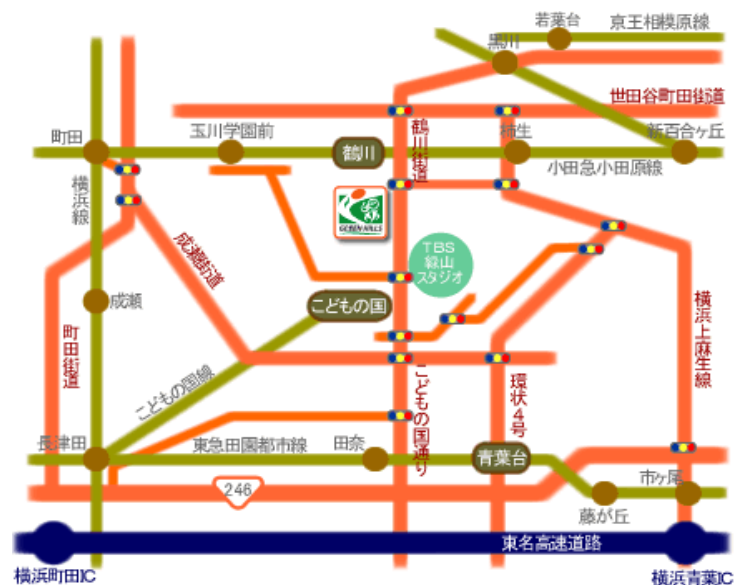 若葉台
京王相模原線
黒川
世田谷町田街道
町田
玉川学園前
鶴川
鶴川街道
柿生
新百合ヶ丘
小田急小田原線
横浜線
GREEN HILLS
成瀬街道
TBS
緑山
スタジオ
こどもの国
成瀬
横浜上麻生線
町田街道
こどもの国線
こどもの国通り
環状4号
長津田
東急田園都市線
田奈
青葉台
市ヶ尾
246
藤が丘
東名高速道路
横浜町田IC
横浜青葉IC